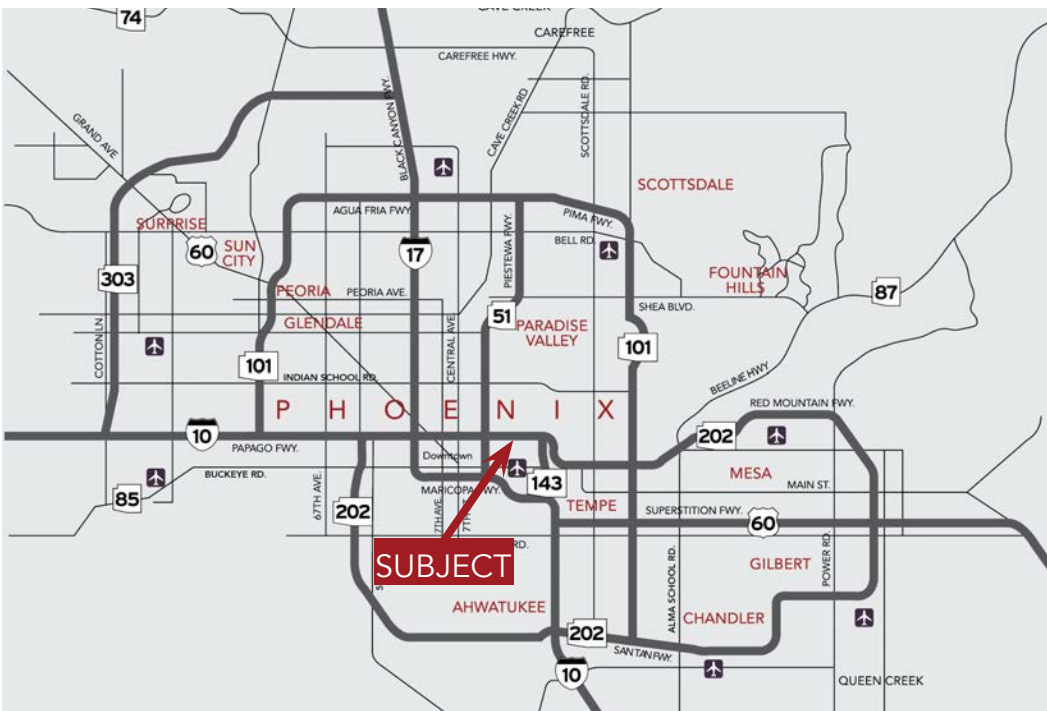 CAVE CREEK
74
CAREFREE
CAREFREE HWY.
BLACK CANYON FWY.
CAVE CREEK RD
SCOTTSDALE RD.
GRAND AVE
SCOTTSDALE
AGUA FRIA FWY.
PIESTEWA FWY.
PIMA FWY.
SURPRISE
SUN
CITY
60
17
BELL RD.
303
FOUNTAIN
HILLS
PEORIA
PEORIA AVE.
87
SHEA BLVD.
GLENDALE
51
PARADISE
VALLEY
COTTON LN.
CENTRAL AVE.
101
101
INDIAN SCHOOL RD.
BEELINE HWY
PHOENIX
RED MOUNTAIN FWY.
10
202
PAPAGO FWY.
Downtown
BUCKEYE RD.
MESA
85
67TH AVE.
202
MARICOPA FWY.
7TH AVE.
143
MAIN ST.
TEMPE
SUPERSTITION FWY.
60
RD.
SUBJECT
ALMA SCHOOL RD.
POWER RD.
GILBERT
AHWATUKEE
CHANDLER
202
SANTAN FWY.
10
QUEEN CREEK